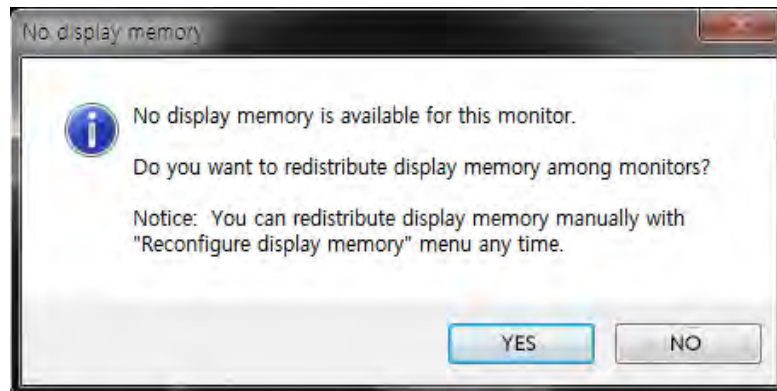 No display memory
No display memory is available for this monitor.
Do you want to redistribute display memory among monitors?
Notice:  You can redistribute display memory manually with
"Reconfigure display memory" menu any time.
YES
NO